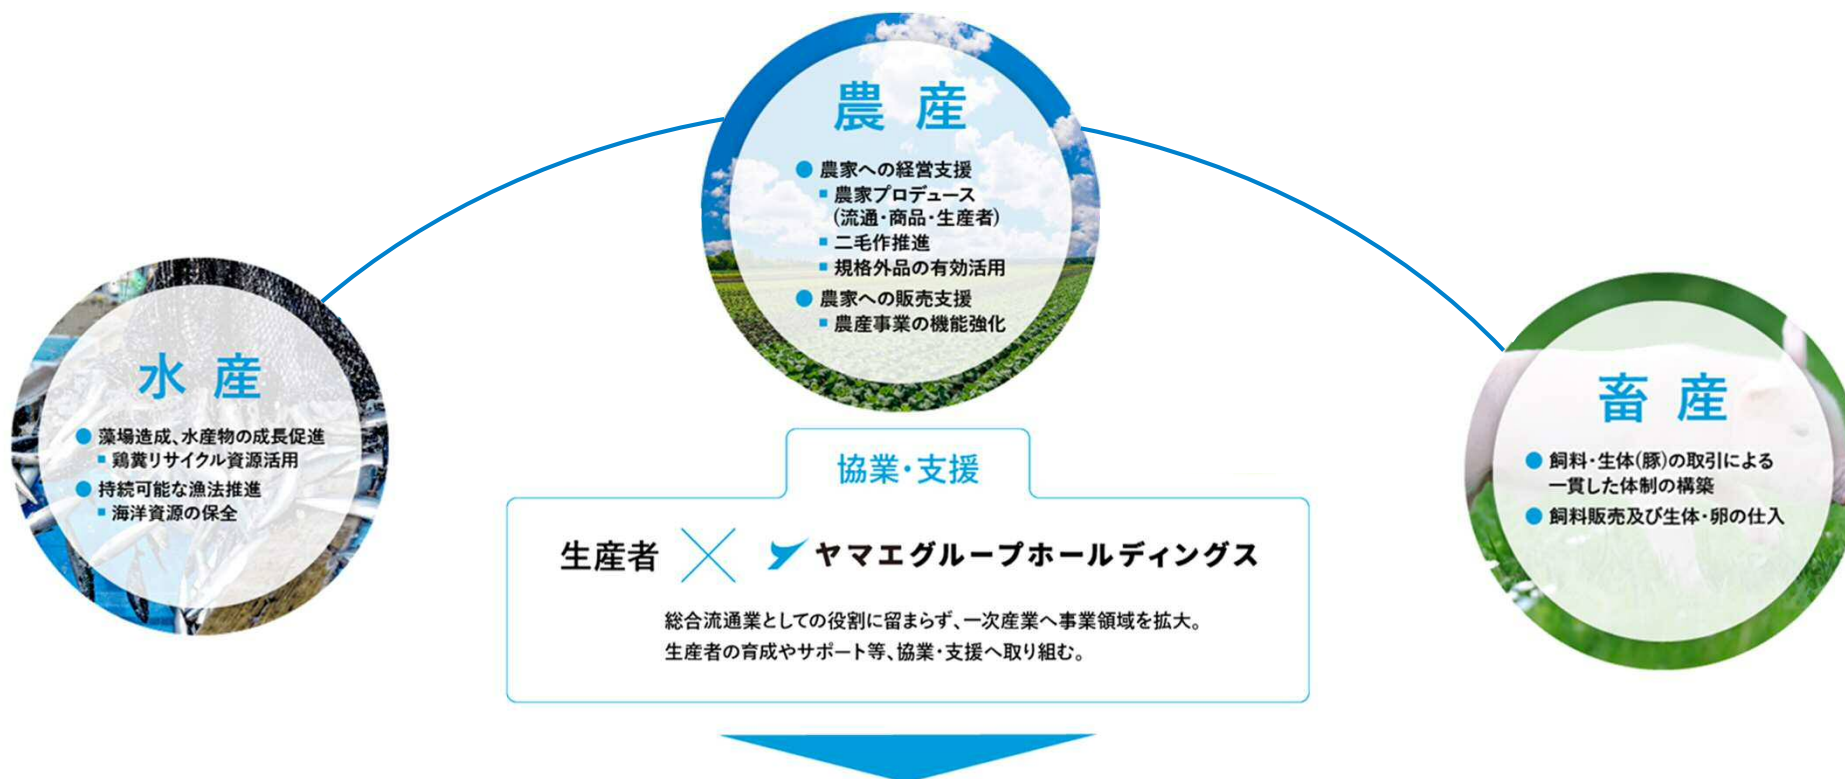 農産
● 農家への経営支援
■ 農家プロデュース
(流通・商品・生産者)
■ 二毛作推進
■ 規格外品の有効活用
● 農家への販売支援
■ 農産事業の機能強化
水産
● 藻場造成、水産物の成長促進
■ 鶏糞リサイクル資源活用
● 持続可能な漁法推進
■ 海洋資源の保全
畜産
● 飼料・生体(豚)の取引による
一貫した体制の構築
● 飼料販売及び生体・卵の仕入
協業・支援
生産者 × ヤマエグループホールディングス
総合流通業としての役割に留まらず、一次産業へ事業領域を拡大。
生産者の育成やサポート等、協業・支援へ取り組む。